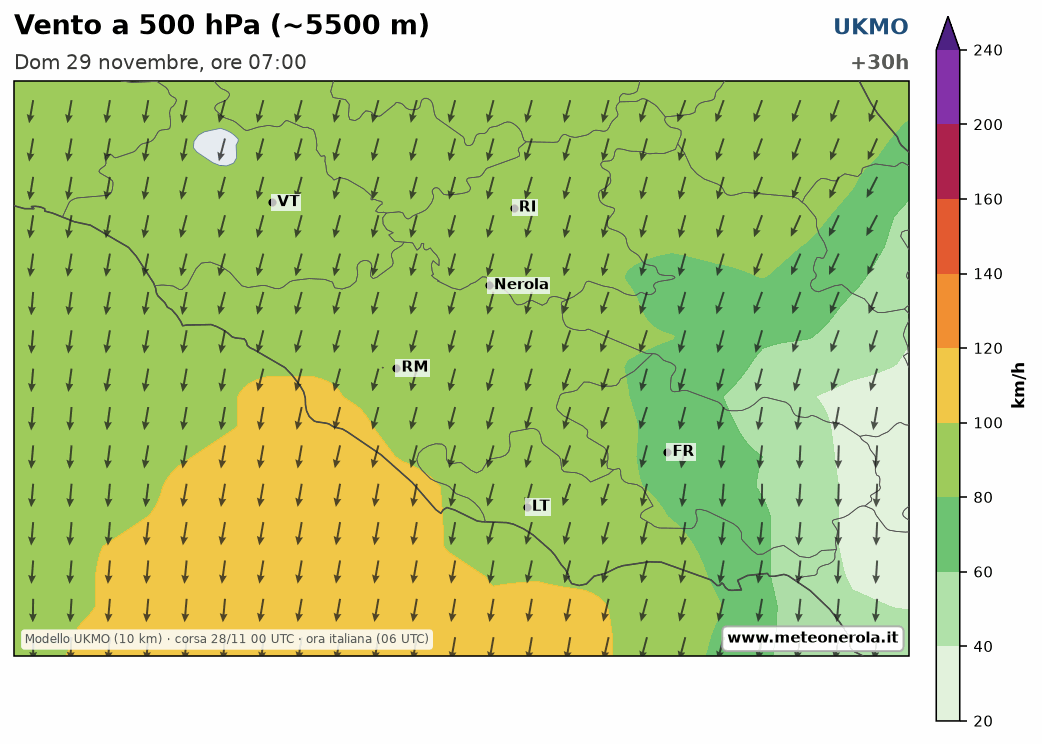 Vento a 500 hPa (~5500 m)
UKMO
Dom 29 novembre, ore 07:00
+30h
VT
RI
Nerola
RM
FR
LT
Modello UKMO (10 km) · corsa 28/11 00 UTC · ora italiana (06 UTC)
www.meteonerola.it
240
200
160
140
120
100
80
60
40
20
km/h